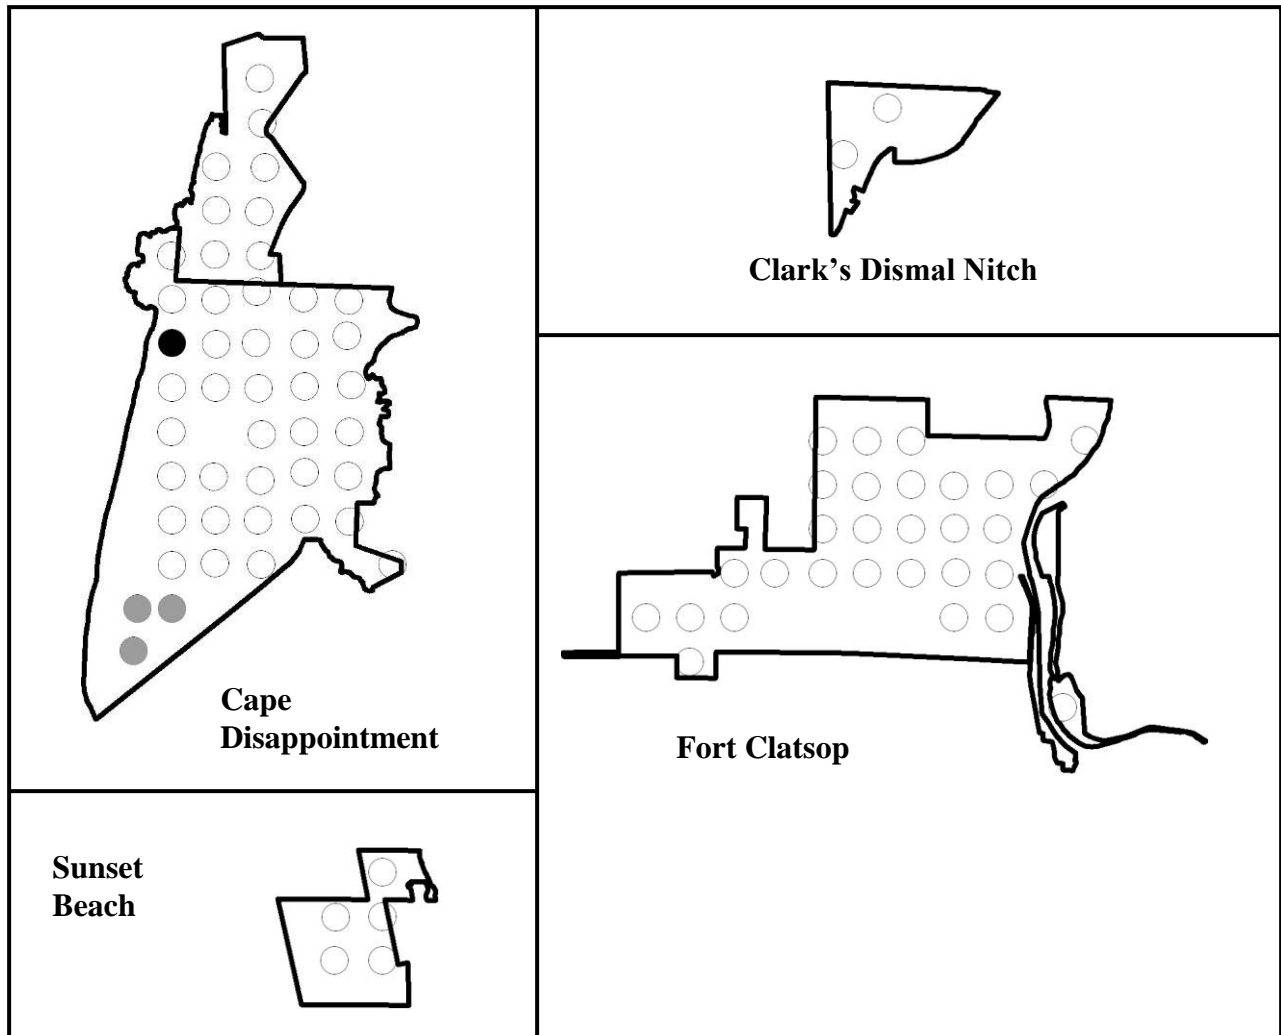 Clark’s Dismal Nitch
Cape
Disappointment
Fort Clatsop
Sunset
Beach